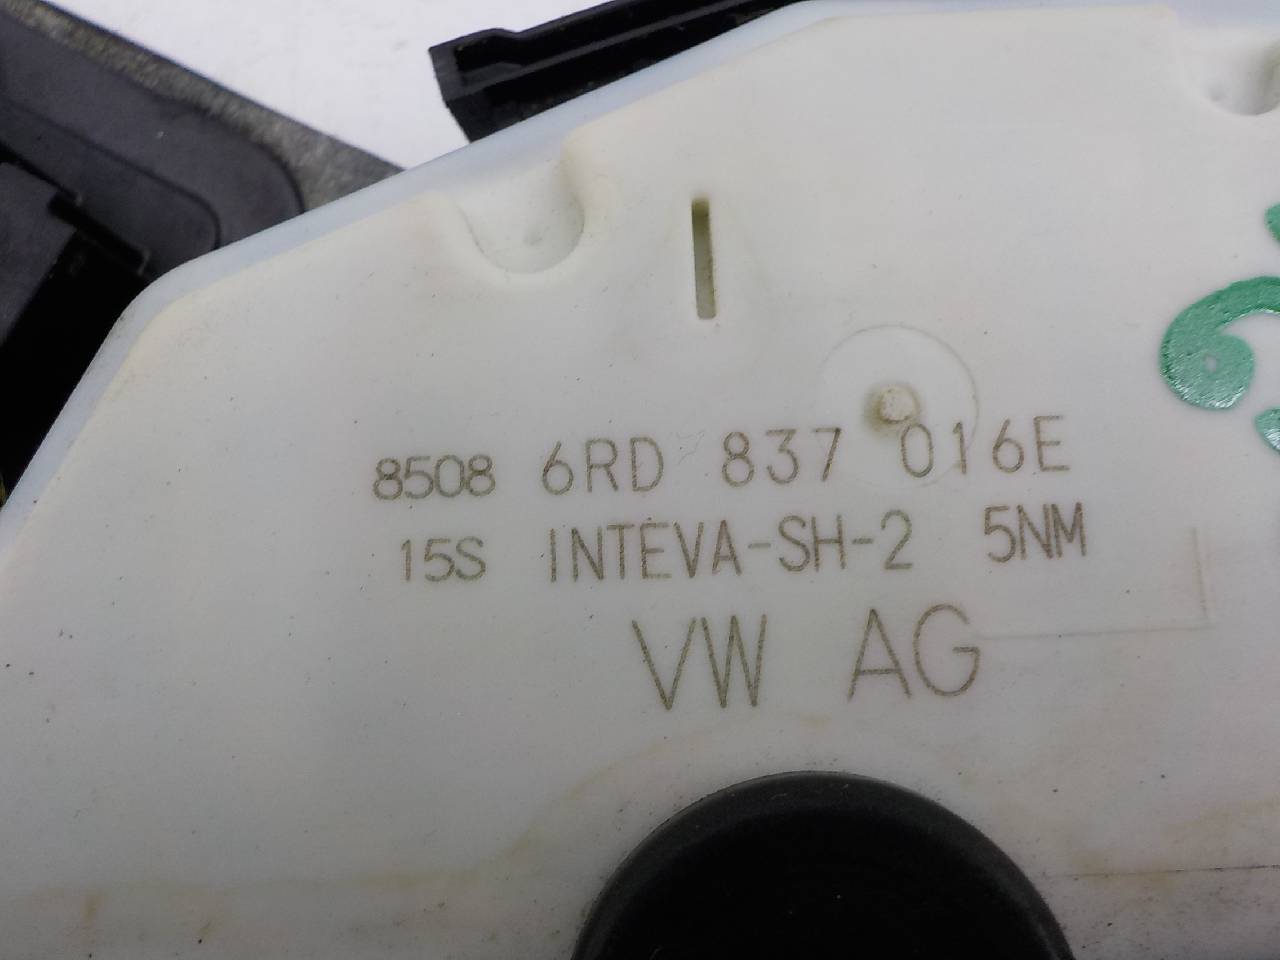 8508 6RD 837 016E
15S INTEVA-SH-2 5NM
VW AG